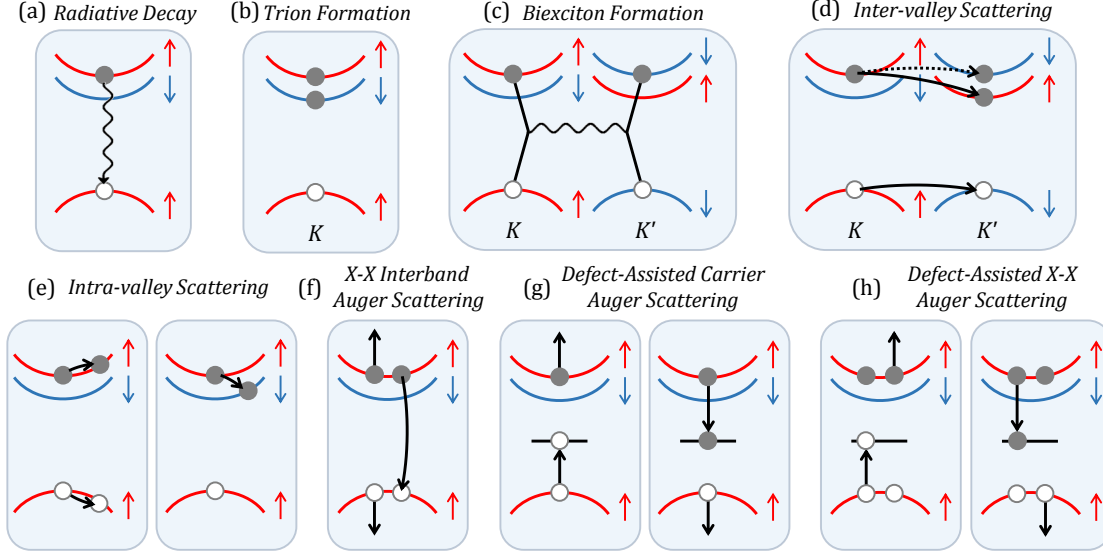 (a) Radiative Decay
(b) Trion Formation
(c) Biexciton Formation
(d) Inter-valley Scattering
K
K K'
K K'
(e) Intra-valley Scattering
(f) X-X Interband
Auger Scattering
(g) Defect-Assisted Carrier
Auger Scattering
(h) Defect-Assisted X-X
Auger Scattering